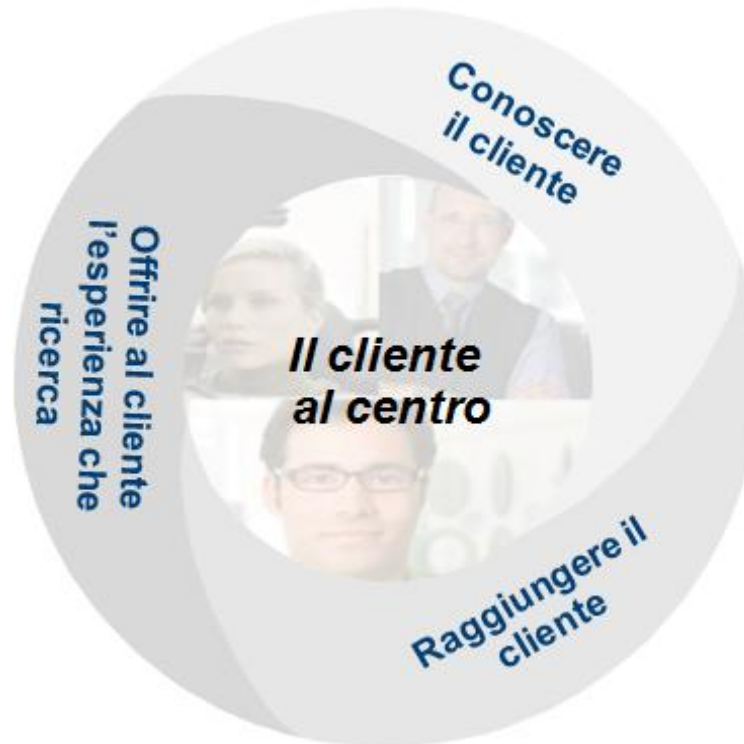 Conoscere
il cliente
Offrire al cliente
l'esperienza che
ricerca
Il cliente
al centro
Raggiungere il
cliente